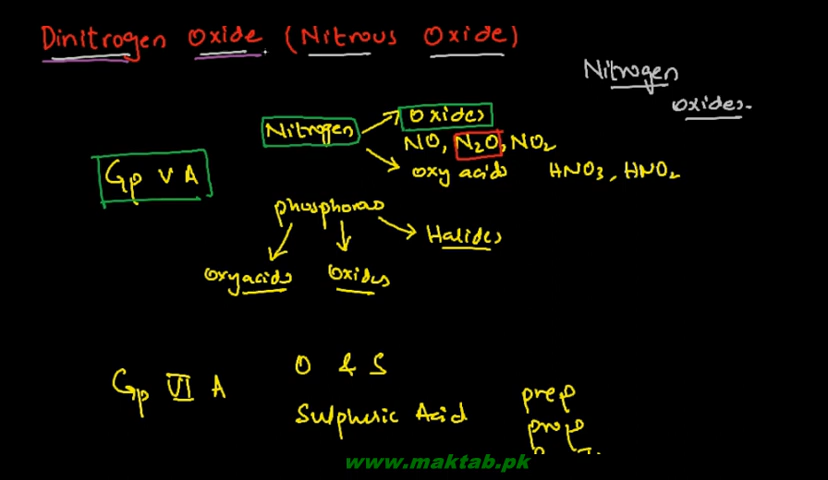 Dinitrogen Oxide (Nitrous Oxide)
Nitrogen
oxides.
Nitrogen
Oxides
NO, N2O, NO2
oxy acids HNO3, HNO2
Gp V A
phosphorus
Halides
Oxyacids Oxides
Gp VI A
O & S
Sulphuric Acid
prep
prop
www.maktab.pk